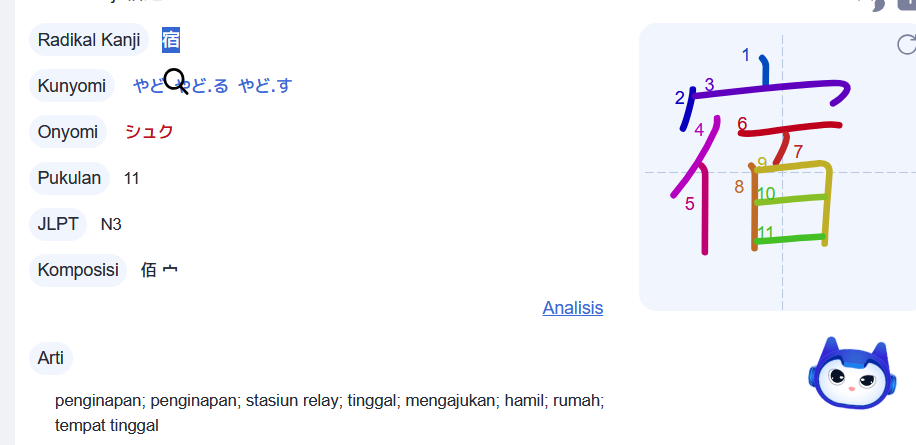 Radikal Kanji 宿
Kunyomi やど やど.る やど.す
Onyomi シュク
Pukulan 11
JLPT N3
Komposisi 佰 宀
Analisis
Arti
penginapan; penginapan; stasiun relay; tinggal; mengajukan; hamil; rumah;
tempat tinggal
1
2 3
4 6
7
5 8 9
10
11